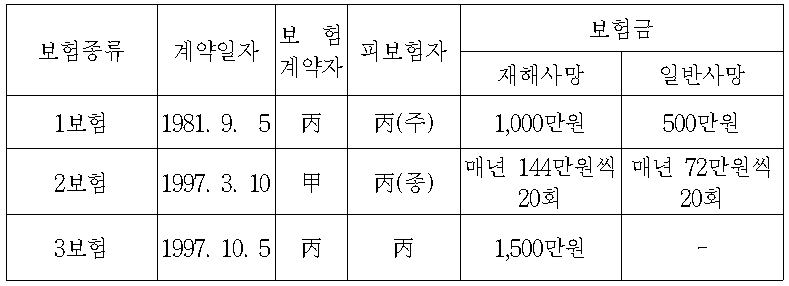 보험종류 계약일자 보 험 계약자 피보험자 보험금
재해사망 일반사망
1보험 1981. 9. 5 丙 丙(주) 1,000만원 500만원
2보험 1997. 3. 10 甲 丙(종) 매년 144만원씩 20회 매년 72만원씩 20회
3보험 1997. 10. 5 丙 丙 1,500만원 -